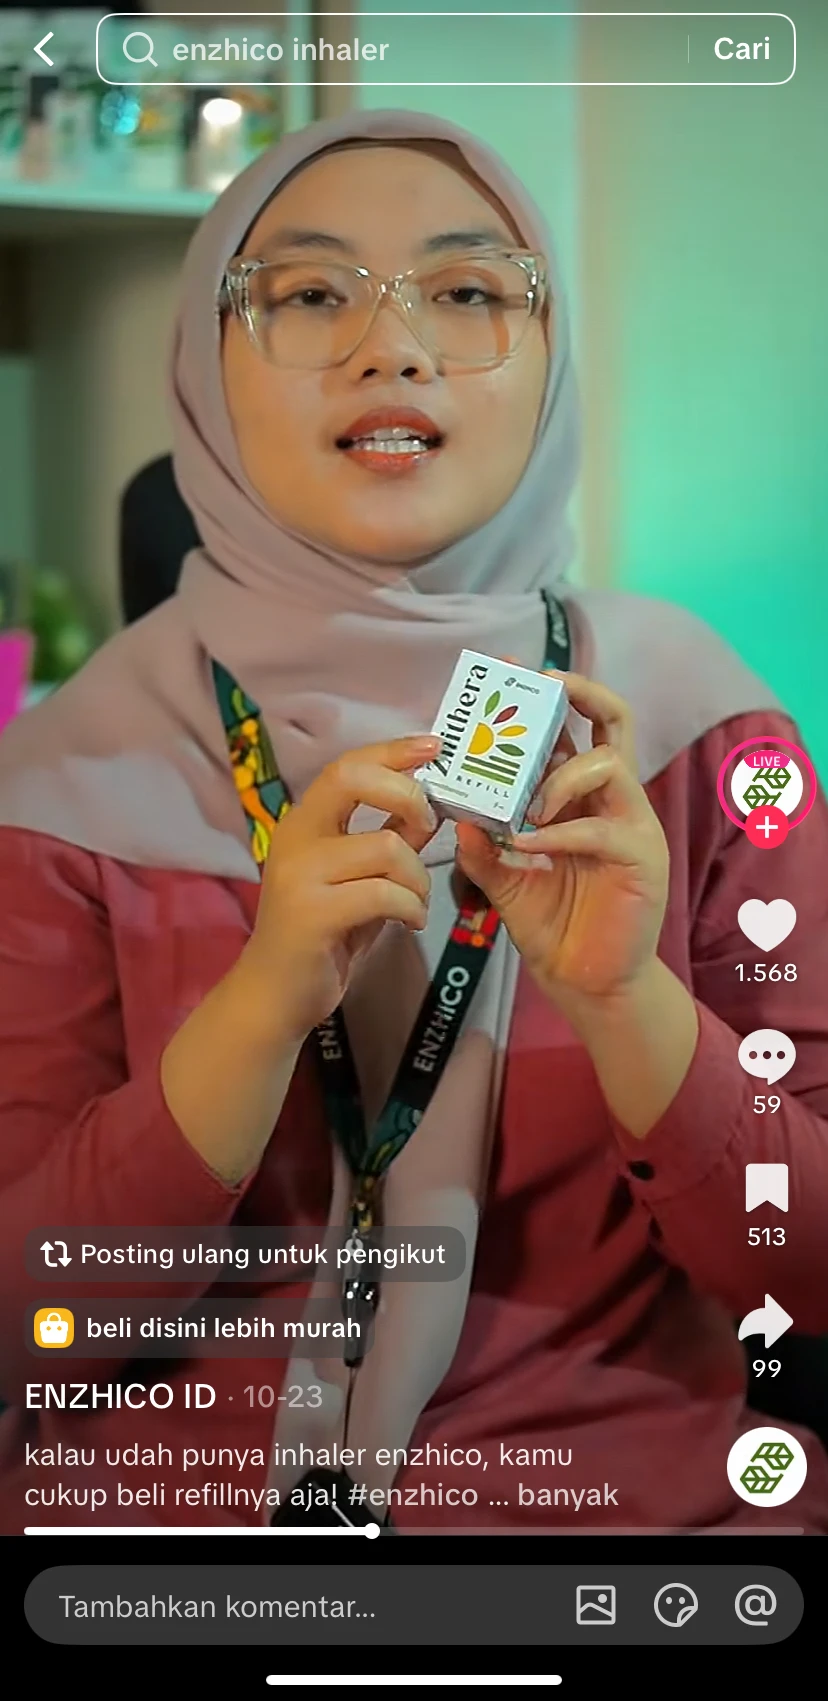 enzhico inhaler
Cari
ENZHICO
REFILL
LIVE
ENZHICO
1.568
59
513
99
Posting ulang untuk pengikut
beli disini lebih murah
ENZHICO ID · 10-23
kalau udah punya inhaler enzhico, kamu
cukup beli refillnya aja! #enzhico ... banyak
Tambahkan komentar...